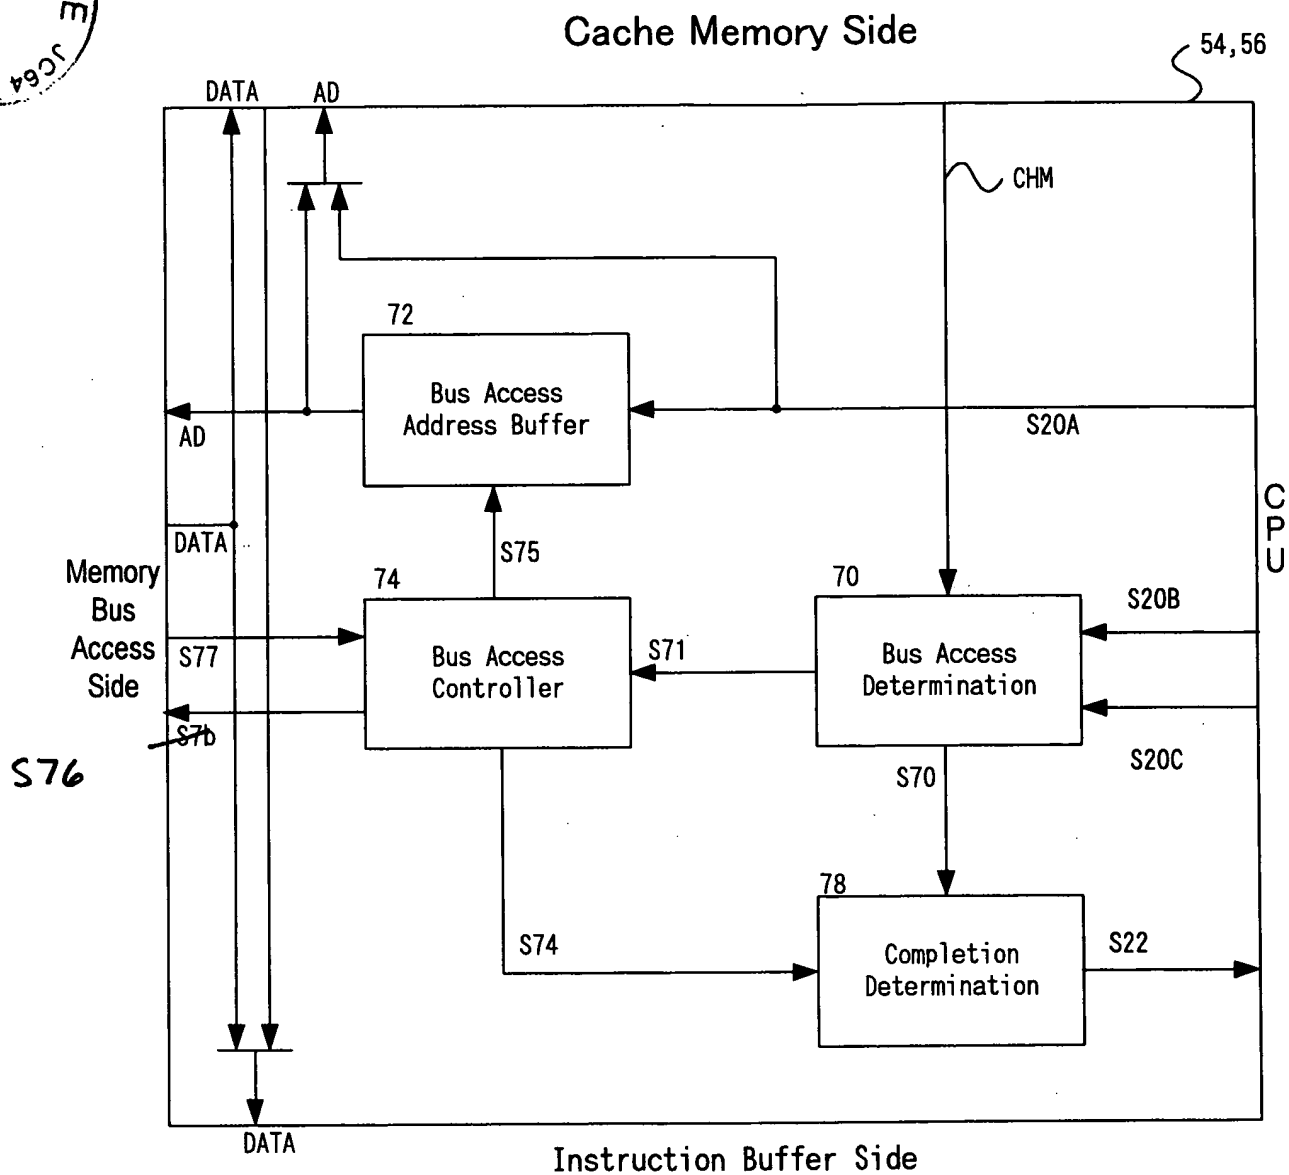 E JC64
Cache Memory Side
54,56
DATA AD
CHM
72
Bus Access
Address Buffer
AD
S20A
DATA
S75
CPU
Memory
Bus
Access
Side
74
70
S20B
S77
Bus Access
Controller
S71
Bus Access
Determination
S7b
S76
S70
S20C
78
S74
Completion
Determination
S22
DATA
Instruction Buffer Side